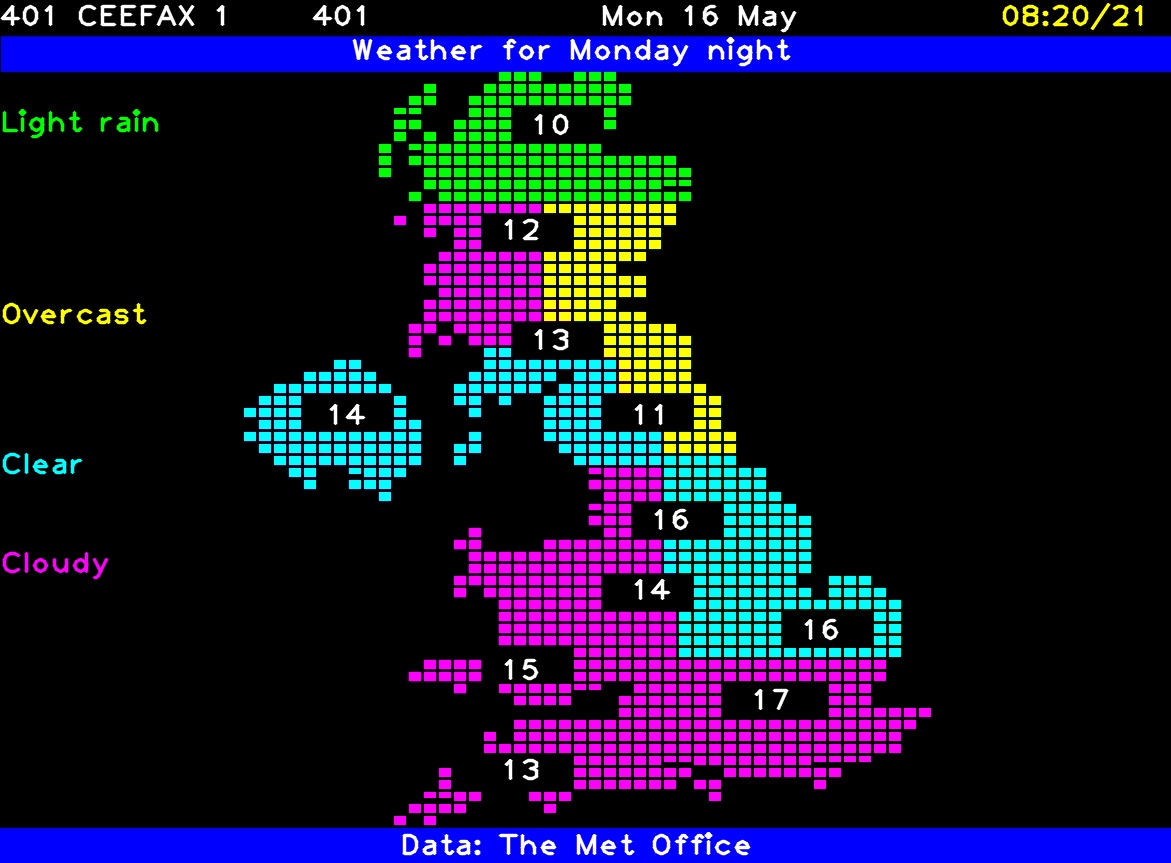 401 CEEFAX 1 401 Mon 16 May 08:20/21
Weather for Monday night
Light rain
10
12
Overcast
13
14
11
Clear
16
Cloudy
14
16
15
17
13
Data: The Met Office